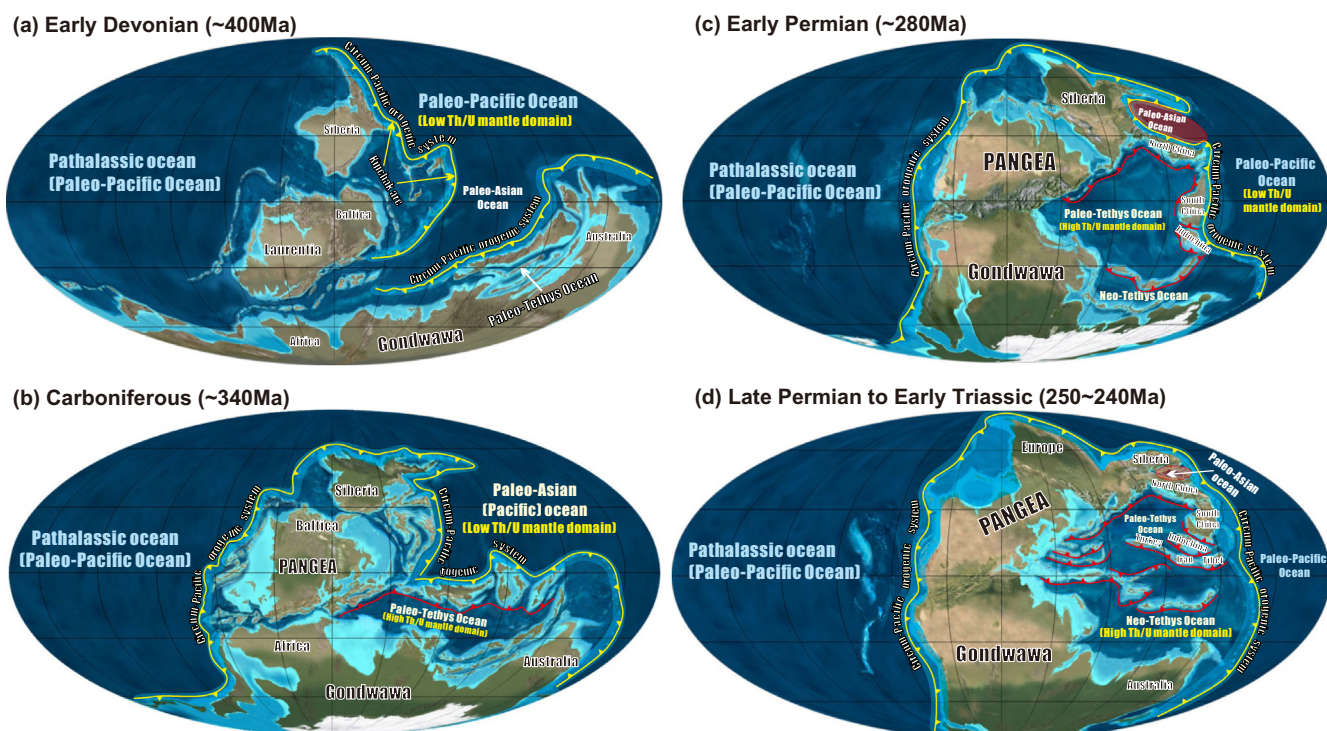 (a) Early Devonian (~400Ma)
Circum-Pacific orogenic system
Paleo-Pacific Ocean
(Low Th/U mantle domain)
Siberia
Pathalassic ocean
(Paleo-Pacific Ocean)
Paleo-Asian
Ocean
Baltica
Laurentia
Circum-Pacific orogenic system
Australia
Paleo-Tethys Ocean
Africa
Gondwawa
(b) Carboniferous (~340Ma)
Siberia
Paleo-Asian
(Pacific) ocean
(Low Th/U mantle domain)
Circum-Pacific orogenic system
Baltica
Pathalassic ocean
(Paleo-Pacific Ocean)
PANGEA
Circum Pacific orogenic system
Paleo-Tethys Ocean
(High Th/U mantle domain)
Africa
Australia
Gondwawa
(c) Early Permian (~280Ma)
Siberia
Paleo-Asian
Ocean
North China
Circum-Pacific orogenic system
PANGEA
Pathalassic ocean
(Paleo-Pacific Ocean)
Paleo-Pacific
Ocean
(Low Th/U
mantle domain)
South
China
Paleo-Tethys Ocean
(High Th/U mantle domain)
Indochina
Circum-Pacific orogenic system
Gondwawa
Neo-Tethys Ocean
(d) Late Permian to Early Triassic (250~240Ma)
Europe
Siberia
Paleo-Asian
ocean
North China
PANGEA
South
China
Paleo-Tethys
Ocean
Turkey
Indochina
Iran
Tibet
Circum-Pacific orogenic system
Pathalassic ocean
(Paleo-Pacific Ocean)
Paleo-Pacific
Ocean
Circum-Pacific orogenic system
Neo-Tethys Ocean
(High Th/U mantle domain)
Gondwawa
Australia